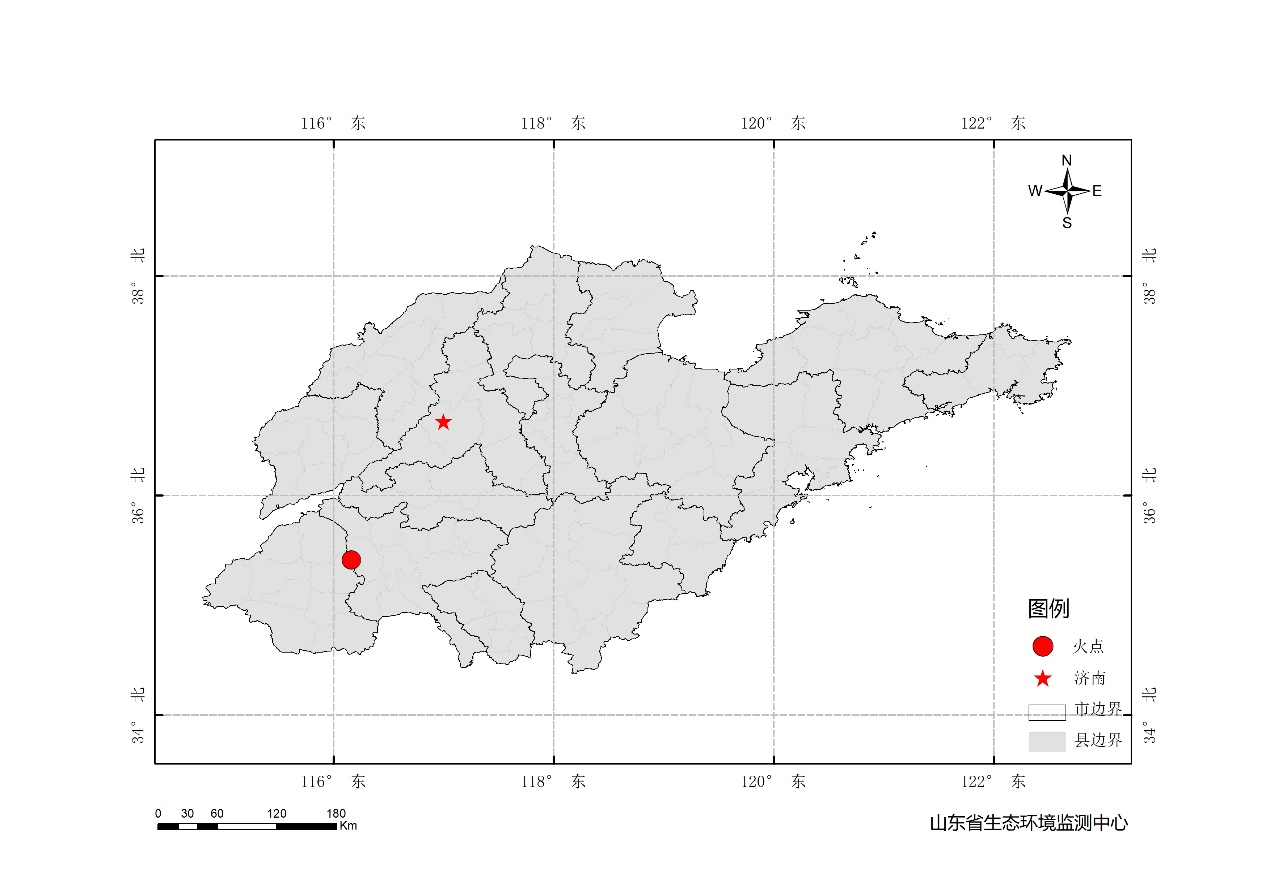 116° 东 118° 东 120° 东 122° 东
N
W E
S
38° 北 38° 北
36° 北 36° 北
34° 北 34° 北
图例
火点
济南
市边界
县边界
116° 东 118° 东 120° 东 122° 东
0 30 60 120 180
Km
山东省生态环境监测中心